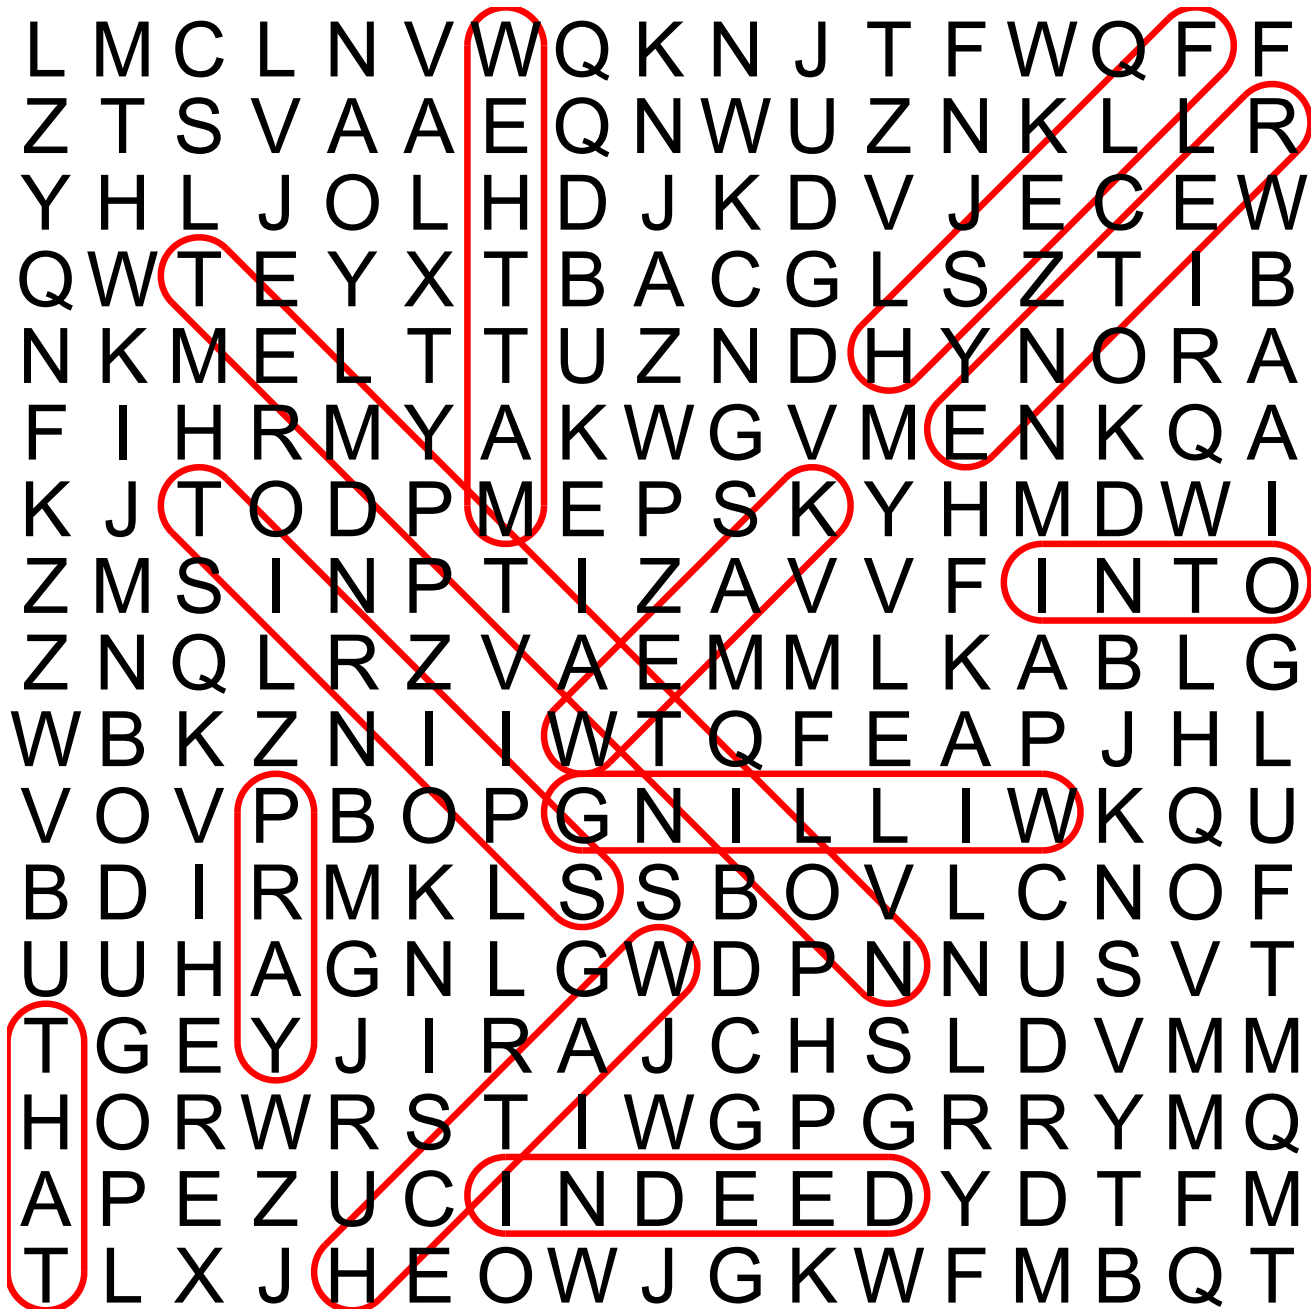 L M C L N V W Q K N J T F W Q F F
Z T S V A A E Q N W U Z N K L L R
Y H L J O L H D J K D V J E C E W
Q W T E Y X T B A C G L S Z T I B
N K M E L T T U Z N D H Y N O R A
F I H R M Y A K W G V M E N K Q A
K J T O D P M E P S K Y H M D W I
Z M S I N P T I Z A V V F I N T O
Z N Q L R Z V A E M M L K A B L G
W B K Z N I I W T Q F E A P J H L
V O V P B O P G N I L L I W K Q U
B D I R M K L S S B O V L C N O F
U U H A G N L G W D P N N U S V T
T G E Y J I R A J C H S L D V M M
H O R W R S T I W G P G R R Y M Q
A P E Z U C I N D E E D Y D T F M
T L X J H E O W J G K W F M B Q T